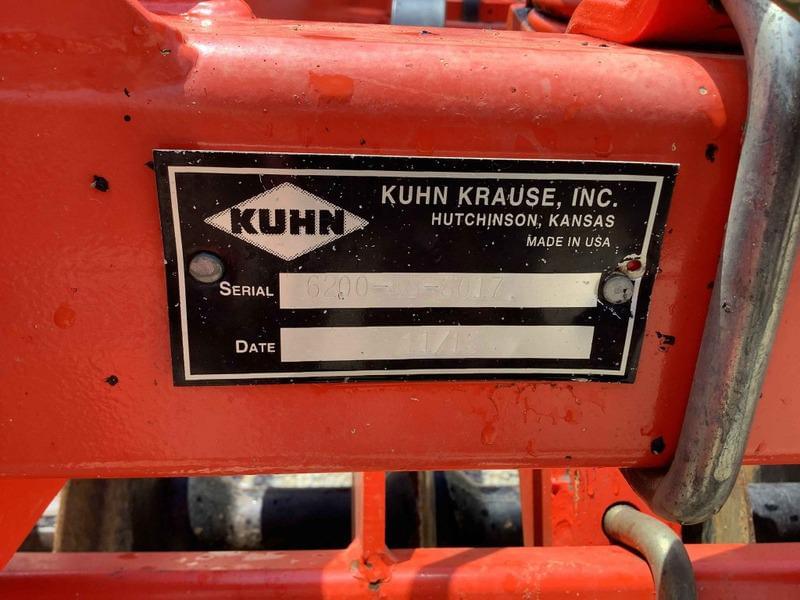 KUHN
KUHN KRAUSE, INC.
HUTCHINSON, KANSAS
MADE IN USA
SERIAL
DATE